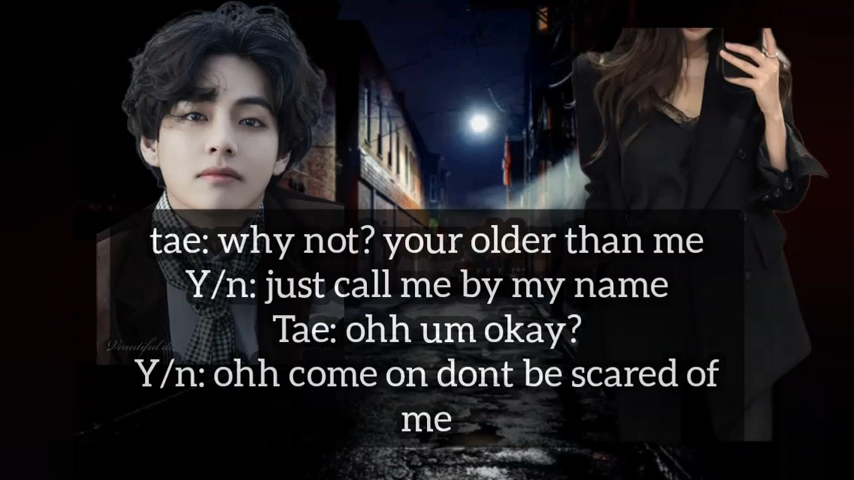 tae: why not? your older than me
Y/n: just call me by my name
Tae: ohh um okay?
Y/n: ohh come on dont be scared of
me